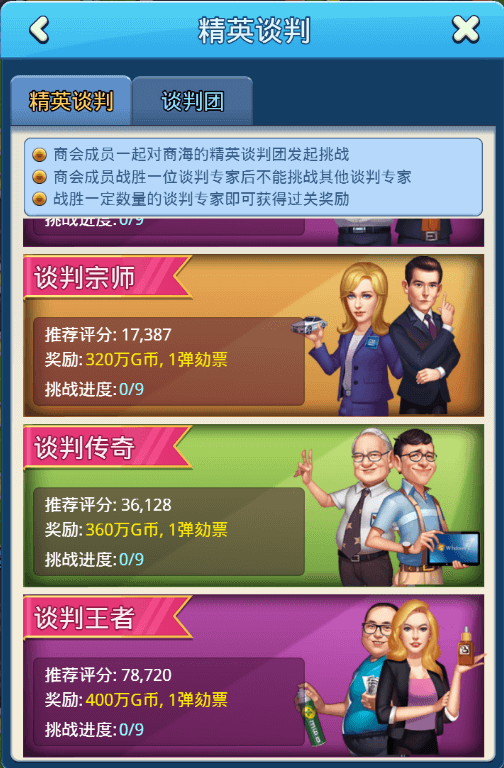 精英谈判
精英谈判 谈判团
商会成员一起对商海的精英谈判团发起挑战
商会成员战胜一位谈判专家后不能挑战其他谈判专家
战胜一定数量的谈判专家即可获得过关奖励
挑战进度:0/9
谈判宗师
推荐评分: 17,387
奖励: 320万G币, 1弹劾票
挑战进度:0/9
谈判传奇
推荐评分: 36,128
奖励: 360万G币, 1弹劾票
挑战进度:0/9
谈判王者
推荐评分: 78,720
奖励: 400万G币, 1弹劾票
挑战进度:0/9